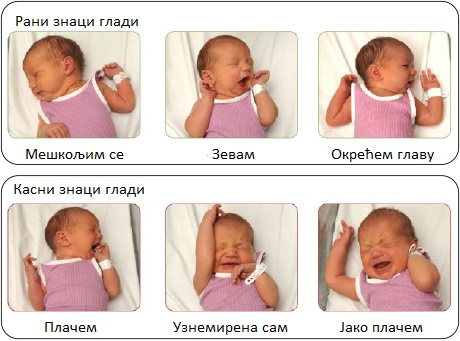 Рани знаци глади
Мешкољим се
Зевам
Окрећем главу
Касни знаци глади
Плачем
Узнемирена сам
Јако плачем